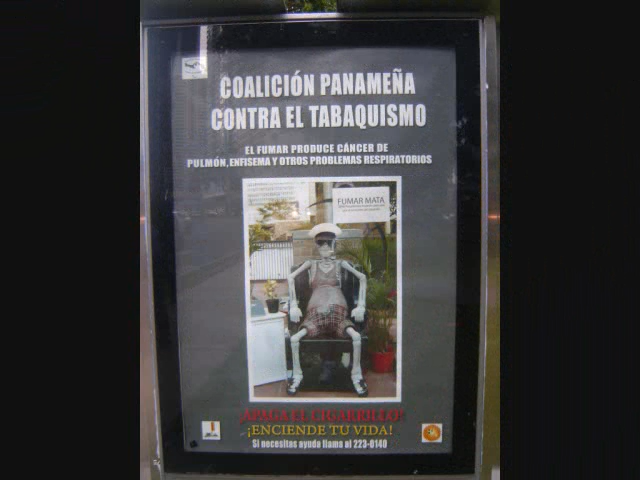 COALICIÓN PANAMEÑA
CONTRA EL TABAQUISMO
EL FUMAR PRODUCE CÁNCER DE
PULMÓN, ENFISEMA Y OTROS PROBLEMAS RESPIRATORIOS
FUMAR MATA
¡APAGA EL CIGARRILLO!
¡ENCIENDE TU VIDA!
Si necesitas ayuda llama al 223-0140